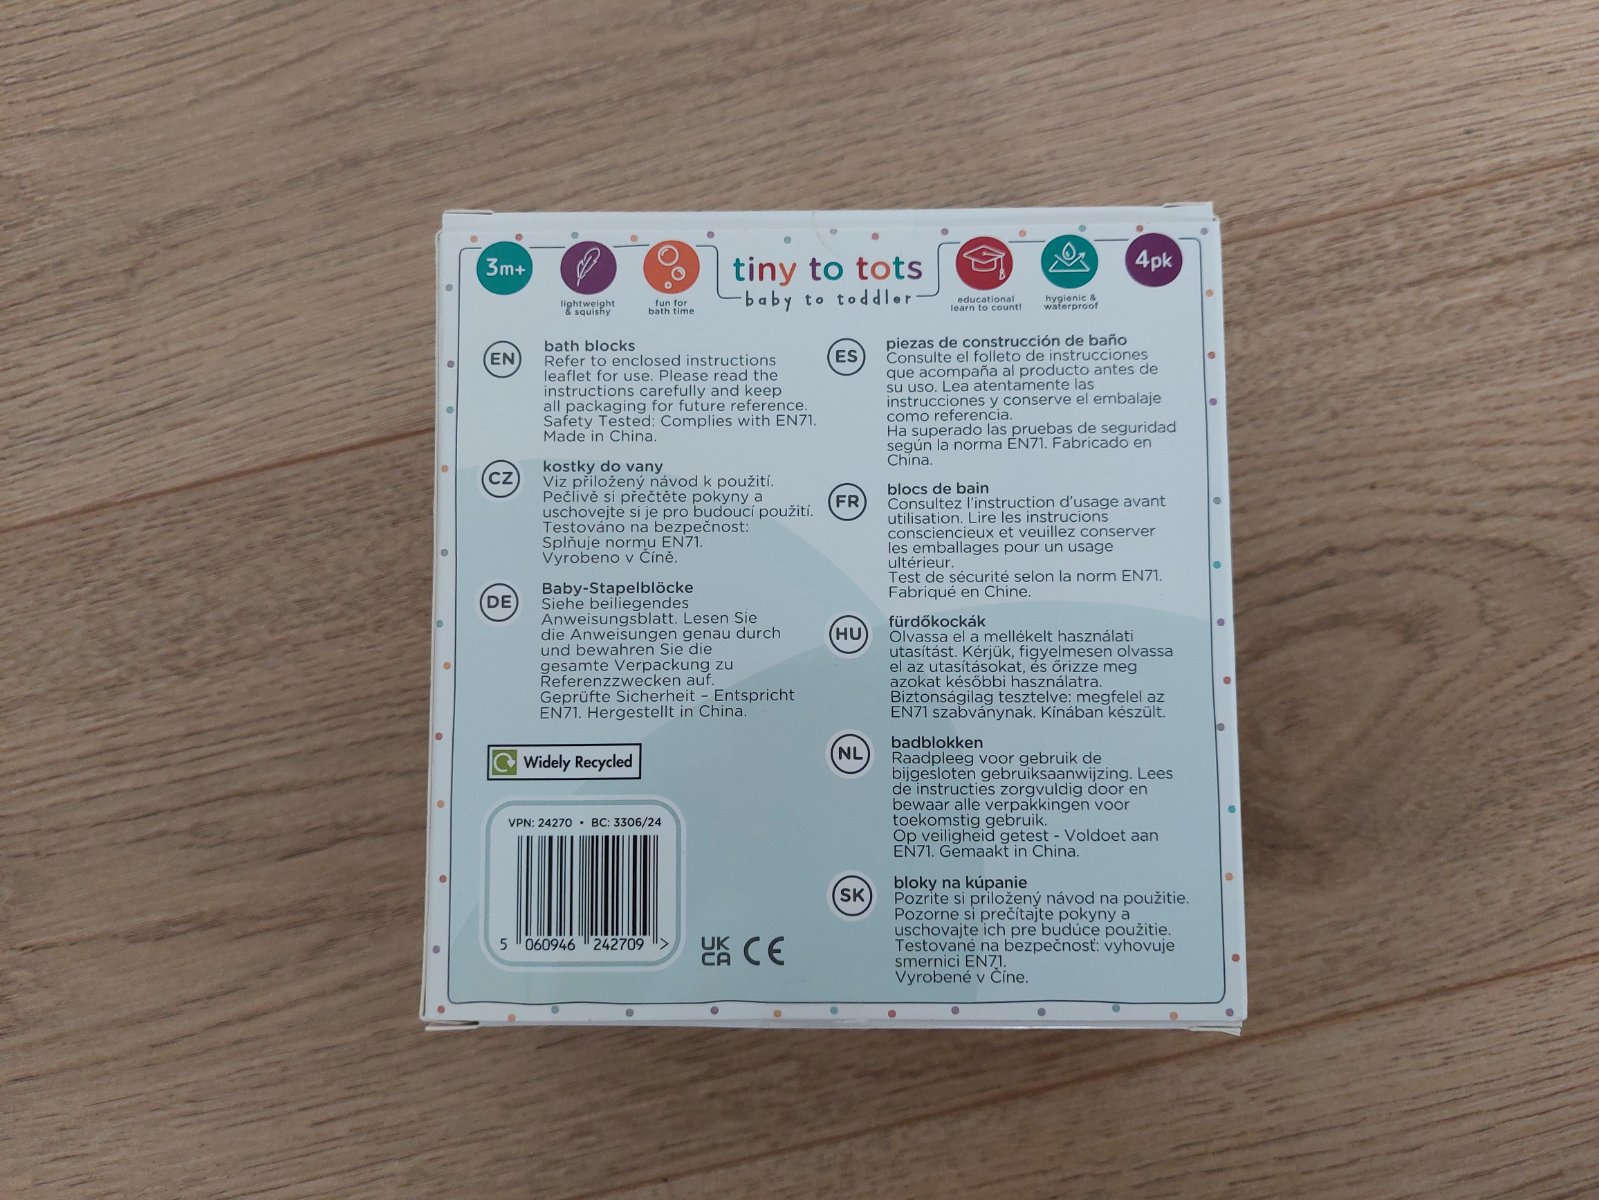 3m+
lightweight
& squishy
fun for
bath time
tiny to tots
baby to toddler
educational
learn to count!
hygienic &
waterproof
4pk
EN
bath blocks
Refer to enclosed instructions
leaflet for use. Please read the
instructions carefully and keep
all packaging for future reference.
Safety Tested: Complies with EN71.
Made in China.
CZ
kostky do vany
Viz přiložený návod k použití.
Pečlivě si přečtěte pokyny a
uschovejte si je pro budoucí použití.
Testováno na bezpečnost:
Splňuje normu EN71.
Vyrobeno v Číně.
DE
Baby-Stapelblöcke
Siehe beiliegendes
Anweisungsblatt. Lesen Sie
die Anweisungen genau durch
und bewahren Sie die
gesamte Verpackung zu
Referenzzwecken auf.
Geprüfte Sicherheit – Entspricht
EN71. Hergestellt in China.
Widely Recycled
VPN: 24270 • BC: 3306/24
5 060946 242709 >
UK
CA CE
ES
piezas de construcción de baño
Consulte el folleto de instrucciones
que acompaña al producto antes de
su uso. Lea atentamente las
instrucciones y conserve el embalaje
como referencia.
Ha superado las pruebas de seguridad
según la norma EN71. Fabricado en
China.
FR
blocs de bain
Consultez l'instruction d'usage avant
utilisation. Lire les instrucions
consciencieux et veuillez conserver
les emballages pour un usage
ultérieur.
Test de sécurité selon la norm EN71.
Fabriqué en Chine.
HU
fürdőkockák
Olvassa el a mellékelt használati
utasítást. Kérjük, figyelmesen olvassa
el az utasításokat, és őrizze meg
azokat későbbi használatra.
Biztonságilag tesztelve: megfelel az
EN71 szabványnak. Kínában készült.
NL
badblokken
Raadpleeg voor gebruik de
bijgesloten gebruiksaanwijzing. Lees
de instructies zorgvuldig door en
bewaar alle verpakkingen voor
toekomstig gebruik.
Op veiligheid getest - Voldoet aan
EN71. Gemaakt in China.
SK
bloky na kúpanie
Pozrite si priložený návod na použitie.
Pozorne si prečítajte pokyny a
uschovajte ich pre budúce použitie.
Testované na bezpečnosť: vyhovuje
smernici EN71.
Vyrobené v Číne.